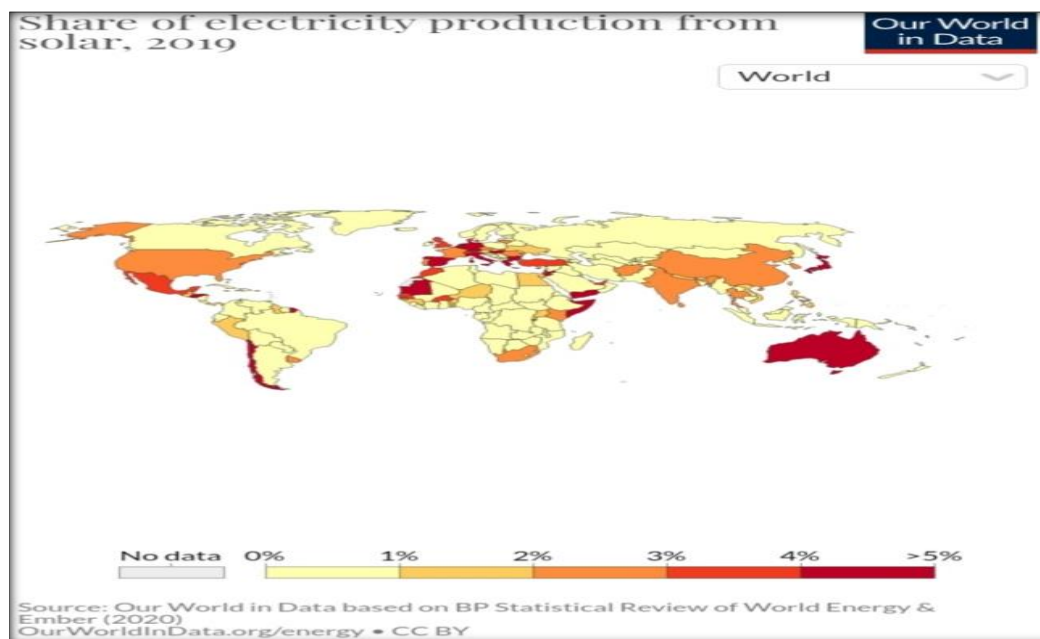 Share of electricity production from
solar, 2019
Our World
in Data
World
No data 0% 1% 2% 3% 4% >5%
Source: Our World in Data based on BP Statistical Review of World Energy &
Ember (2020)
OurWorldInData.org/energy • CC BY